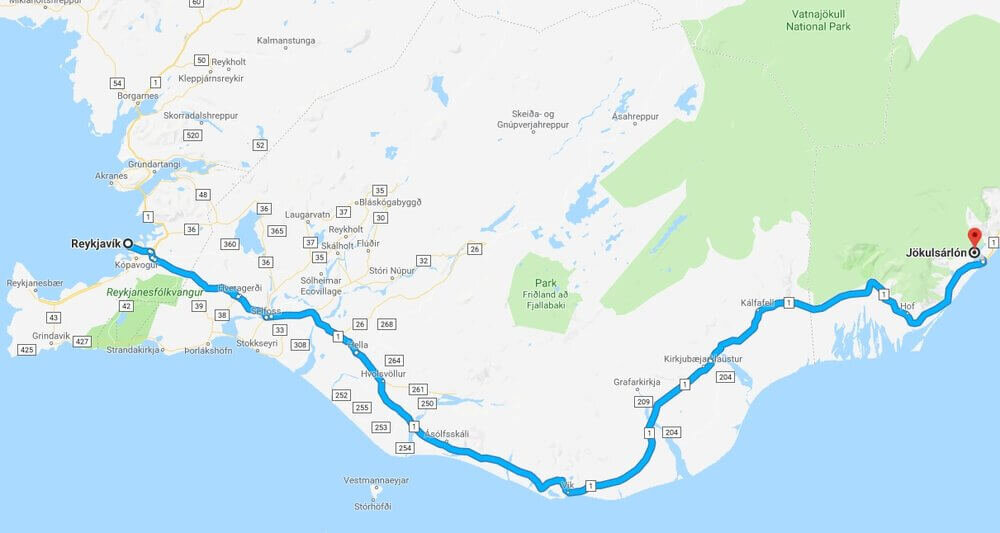 Miklaholtshreppur
50
Kalmanstunga
Vatnajökull
National Park
50
Reykholt
1
54
Kleppjárnsreykir
Borgarnes
Skorradalshreppur
Skeiða- og
Gnúpverjahreppur
Ásahreppur
520
52
Grundartangi
Akranes
48
36
35
Bláskógabyggð
37
30
1
36
Laugarvatn
365
Reykholt
36
360
37
Skálholt
Flúðir
26
32
35
Stóri Núpur
Sólheimar
Ecovillage
Reykjavík
Kópavogur
Jökulsárlón
1
Reykjanesbær
Reykjanesfólkvangur
42
43
39
38
Hveragerði
Selfoss
33
308
Stokkseyri
Grindavik
425
427
Strandakirkja
Þorlákshöfn
26
268
1
Hella
264
Hvolsvöllur
261
250
252
255
253
254
1
Ásólfsskáli
Park
Friðland að
Fjallabaki
Kálfafell
1
1
Hof
Kirkjubæjarklaustur
204
Grafarkirkja
1
209
1
204
Vík
1
Vestmannaeyjar
Stórhöfði